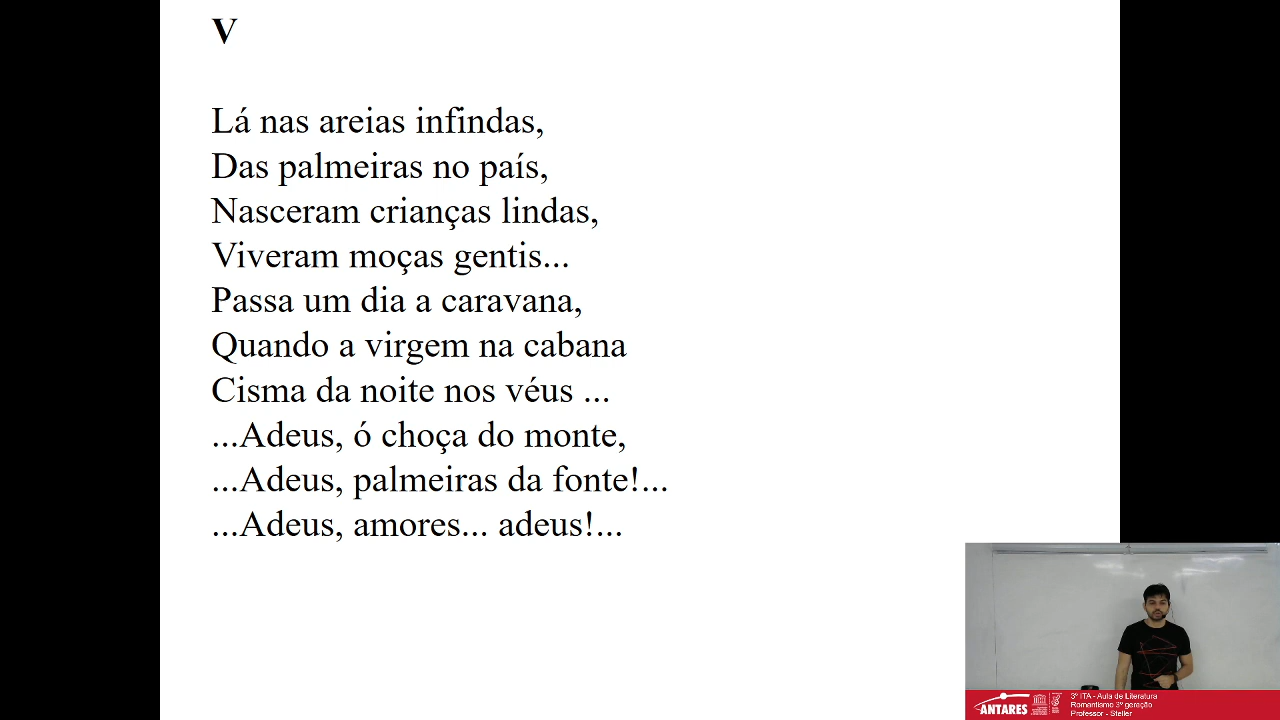 V
Lá nas areias infindas,
Das palmeiras no país,
Nasceram crianças lindas,
Viveram moças gentis...
Passa um dia a caravana,
Quando a virgem na cabana
Cisma da noite nos véus ...
...Adeus, ó choça do monte,
...Adeus, palmeiras da fonte!...
...Adeus, amores... adeus!...
ANTARES
3º ITA - Aula de Literatura
Romantismo 3º geração
Professor - Steller